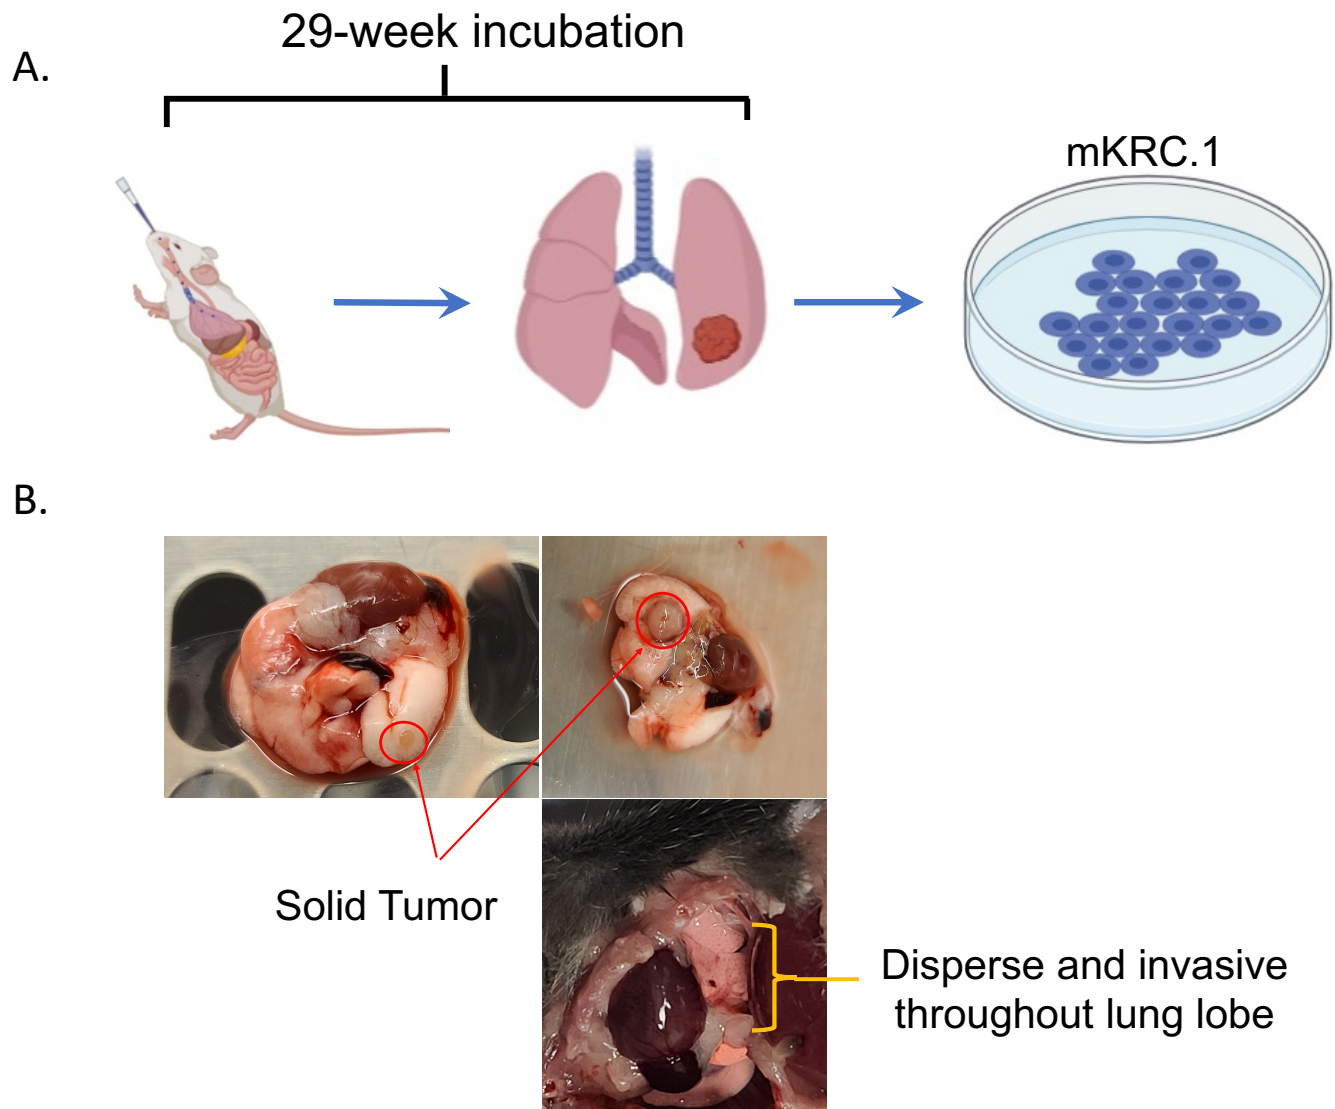 29-week incubation
A.
mKRC.1
B.
Solid Tumor
Disperse and invasive
throughout lung lobe